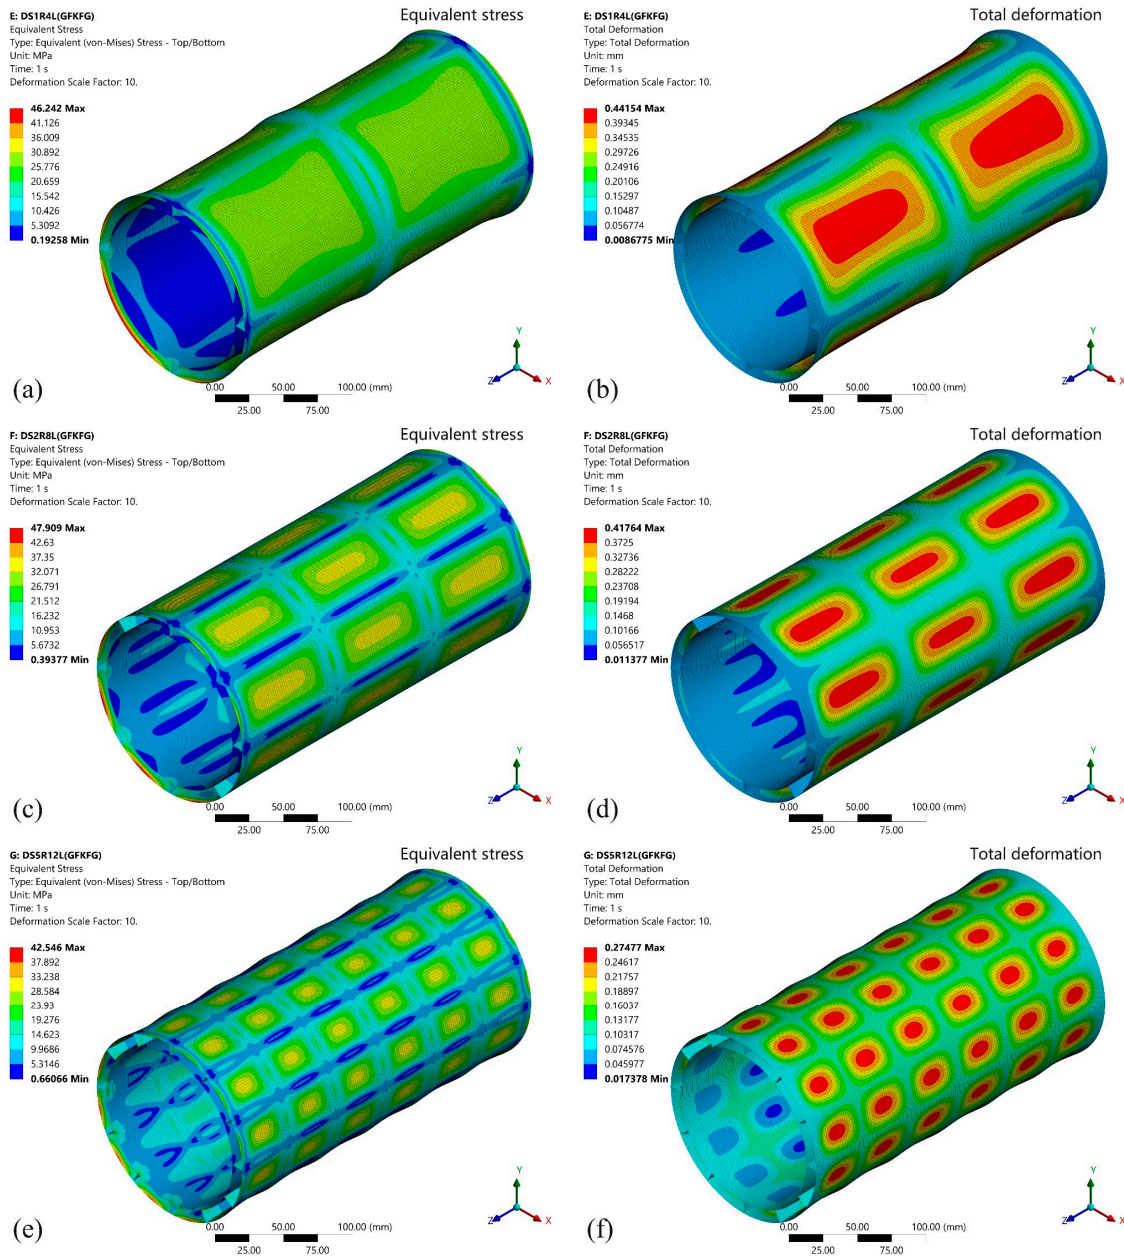 E: DS1R4L(GFKFG)
Equivalent stress
Equivalent Stress
Type: Equivalent (von-Mises) Stress - Top/Bottom
Unit: MPa
Time: 1 s
Deformation Scale Factor: 10.
46.242 Max
41.126
36.009
30.892
25.776
20.659
15.542
10.426
5.3092
0.19258 Min
Y
Z
X
0.00 50.00 100.00 (mm)
25.00 75.00
(a)
E: DS1R4L(GFKFG)
Total deformation
Total Deformation
Type: Total Deformation
Unit: mm
Time: 1 s
Deformation Scale Factor: 10.
0.44154 Max
0.39345
0.34535
0.29726
0.24916
0.20106
0.15297
0.10487
0.056774
0.0086775 Min
Y
Z
X
0.00 50.00 100.00 (mm)
25.00 75.00
(b)
F: DS2R8L(GFKFG)
Equivalent stress
Equivalent Stress
Type: Equivalent (von-Mises) Stress - Top/Bottom
Unit: MPa
Time: 1 s
Deformation Scale Factor: 10.
47.909 Max
42.63
37.35
32.071
26.791
21.512
16.232
10.953
5.6732
0.39377 Min
Y
Z
X
0.00 50.00 100.00 (mm)
25.00 75.00
(c)
F: DS2R8L(GFKFG)
Total deformation
Total Deformation
Type: Total Deformation
Unit: mm
Time: 1 s
Deformation Scale Factor: 10.
0.41764 Max
0.3725
0.32736
0.28222
0.23708
0.19194
0.1468
0.10166
0.056517
0.011377 Min
Y
Z
X
0.00 50.00 100.00 (mm)
25.00 75.00
(d)
G: DS5R12L(GFKFG)
Equivalent stress
Equivalent Stress
Type: Equivalent (von-Mises) Stress - Top/Bottom
Unit: MPa
Time: 1 s
Deformation Scale Factor: 10.
42.546 Max
37.892
33.238
28.584
23.93
19.276
14.623
9.9686
5.3146
0.66066 Min
Y
Z
X
0.00 50.00 100.00 (mm)
25.00 75.00
(e)
G: DS5R12L(GFKFG)
Total deformation
Total Deformation
Type: Total Deformation
Unit: mm
Time: 1 s
Deformation Scale Factor: 10.
0.27477 Max
0.24617
0.21757
0.18897
0.16037
0.13177
0.10317
0.074576
0.045977
0.017378 Min
Y
Z
X
0.00 50.00 100.00 (mm)
25.00 75.00
(f)